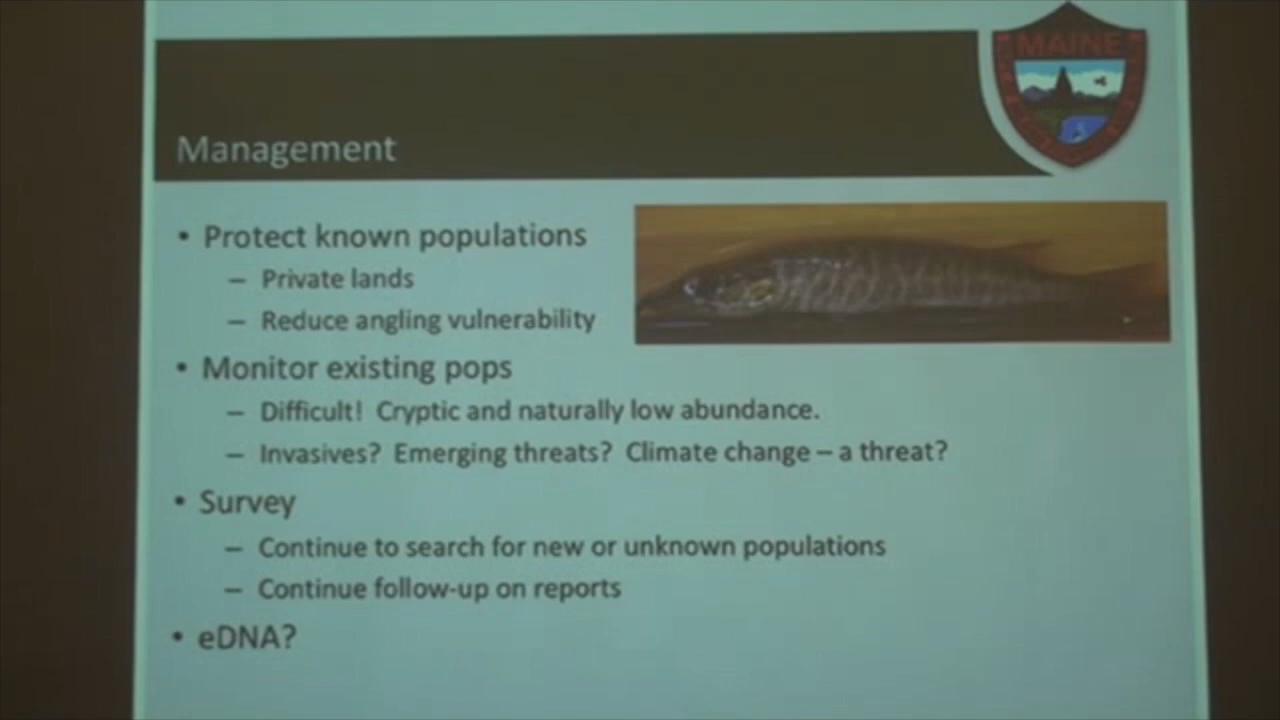 MAINE
Management
• Protect known populations
– Private lands
– Reduce angling vulnerability
• Monitor existing pops
– Difficult! Cryptic and naturally low abundance.
– Invasives? Emerging threats? Climate change – a threat?
• Survey
– Continue to search for new or unknown populations
– Continue follow-up on reports
• eDNA?